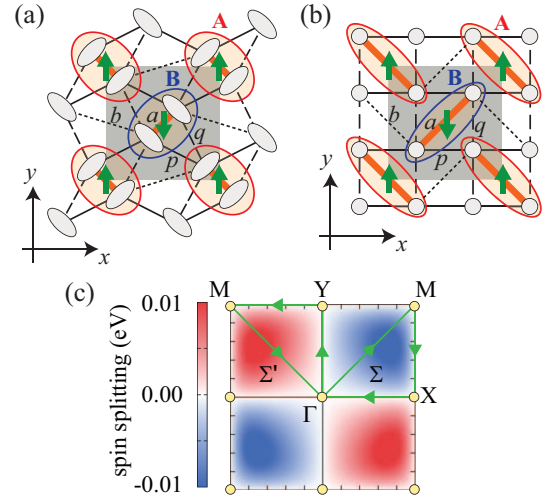 (a)
A
B
b
a
q
p
y
x
(b)
A
B
b
a
q
p
y
x
(c)
spin splitting (eV)
0.01
0.00
-0.01
M
Y
M
Σ'
Σ
Γ
X